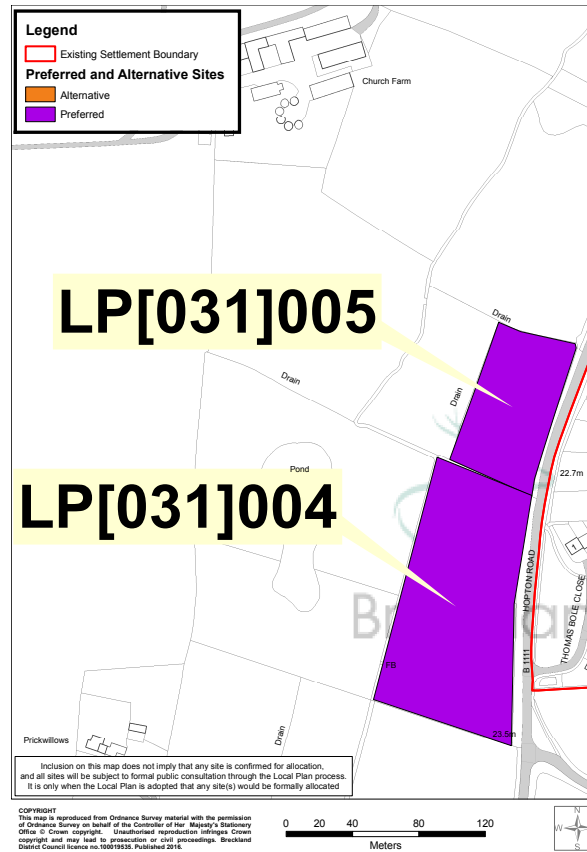 Legend
Existing Settlement Boundary
Preferred and Alternative Sites
Alternative
Preferred
Church Farm
LP[031]005
Drain
Drain
Drain
22.7m
Pond
LP[031]004
1
HOPTON ROAD
B 1111
THOMAS BOLE CLOSE
FB
23.5m
Drain
Prickwillows
Inclusion on this map does not imply that any site is confirmed for allocation,
and all sites will be subject to formal public consultation through the Local Plan process.
It is only when the Local Plan is adopted that any site(s) would be formally allocated
COPYRIGHT
This map is reproduced from Ordnance Survey material with the permission
of Ordnance Survey on behalf of the Controller of Her Majesty's Stationery
Office © Crown copyright. Unauthorised reproduction infringes Crown
copyright and may lead to prosecution or civil proceedings. Breckland
District Council licence no.100019535. Published 2016.
0 20 40 80 120
Meters
N
W E
S